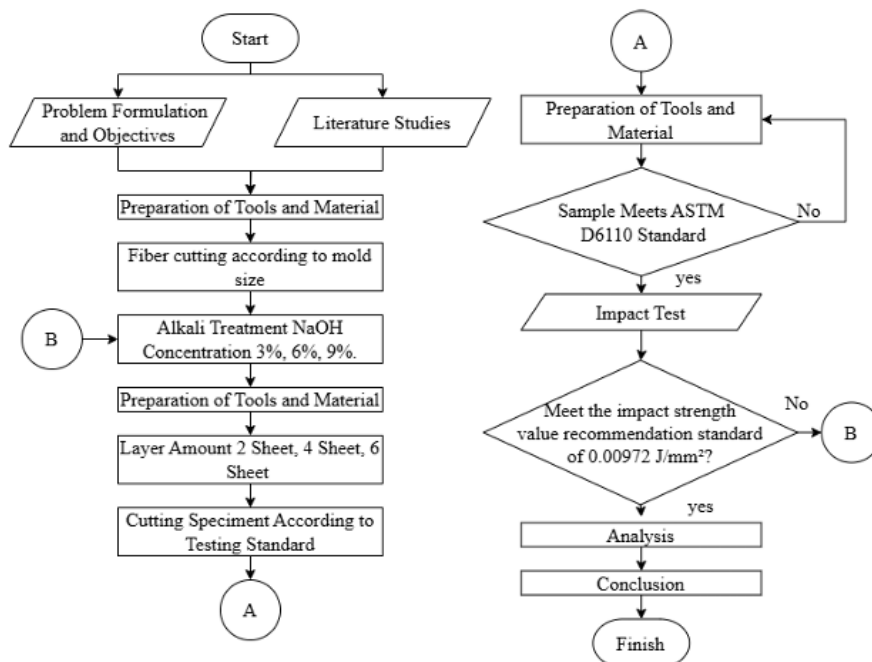 Start
Problem Formulation
and Objectives
Literature Studies
Preparation of Tools and Material
Fiber cutting according to mold
size
B
Alkali Treatment NaOH
Concentration 3%, 6%, 9%.
Preparation of Tools and Material
Layer Amount 2 Sheet, 4 Sheet, 6
Sheet
Cutting Speciment According to
Testing Standard
A
A
Preparation of Tools and
Material
Sample Meets ASTM
D6110 Standard
No
yes
Impact Test
Meet the impact strength
value recommendation standard
of 0.00972 J/mm²?
No
B
yes
Analysis
Conclusion
Finish